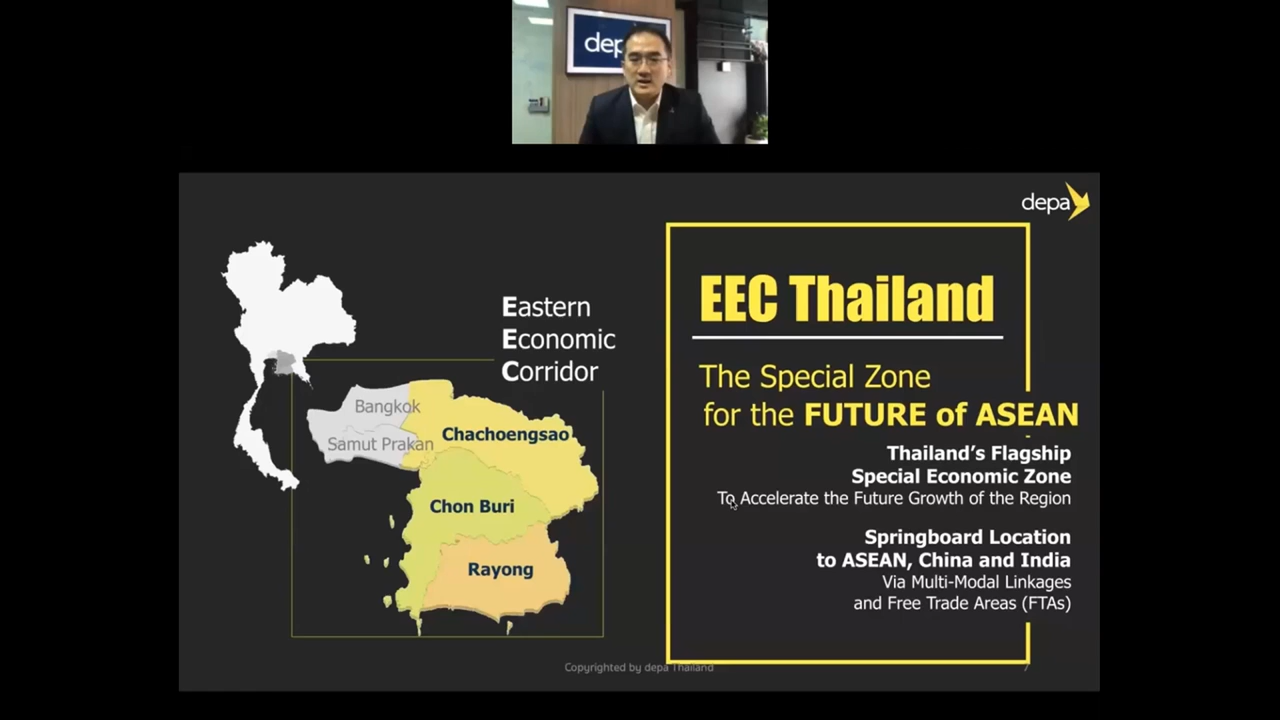 dep
depa
EEC Thailand
Eastern
Economic
Corridor
The Special Zone
for the FUTURE of ASEAN
Bangkok
Samut Prakan
Chachoengsao
Chon Buri
Rayong
Thailand's Flagship
Special Economic Zone
To Accelerate the Future Growth of the Region
Springboard Location
to ASEAN, China and India
Via Multi-Modal Linkages
and Free Trade Areas (FTAs)
Copyrighted by depa Thailand
7